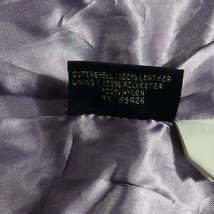 OUTERSHELL: 100% LEATHER
LINING: 100% POLYESTER
100% NYLON
RN 69426